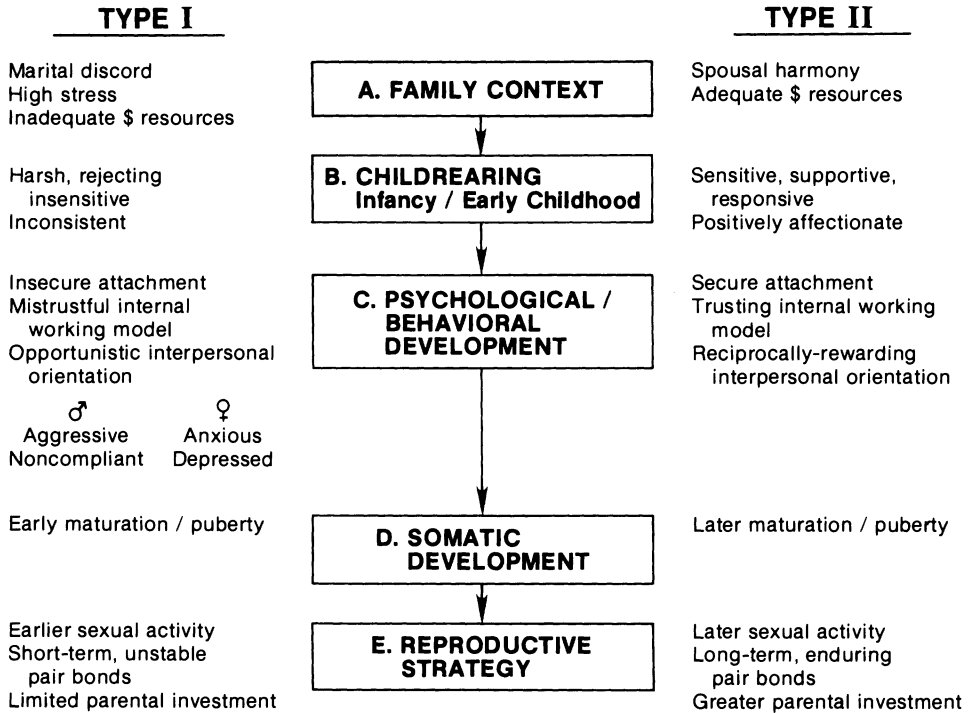 TYPE I
TYPE II
Marital discord
High stress
Inadequate $ resources
A. FAMILY CONTEXT
Spousal harmony
Adequate $ resources
Harsh, rejecting
insensitive
Inconsistent
B. CHILDREARING
Infancy / Early Childhood
Sensitive, supportive,
responsive
Positively affectionate
Insecure attachment
Mistrustful internal
working model
Opportunistic interpersonal
orientation
♂ ♀
Aggressive Anxious
Noncompliant Depressed
C. PSYCHOLOGICAL /
BEHAVIORAL
DEVELOPMENT
Secure attachment
Trusting internal working
model
Reciprocally-rewarding
interpersonal orientation
Early maturation / puberty
D. SOMATIC
DEVELOPMENT
Later maturation / puberty
Earlier sexual activity
Short-term, unstable
pair bonds
Limited parental investment
E. REPRODUCTIVE
STRATEGY
Later sexual activity
Long-term, enduring
pair bonds
Greater parental investment